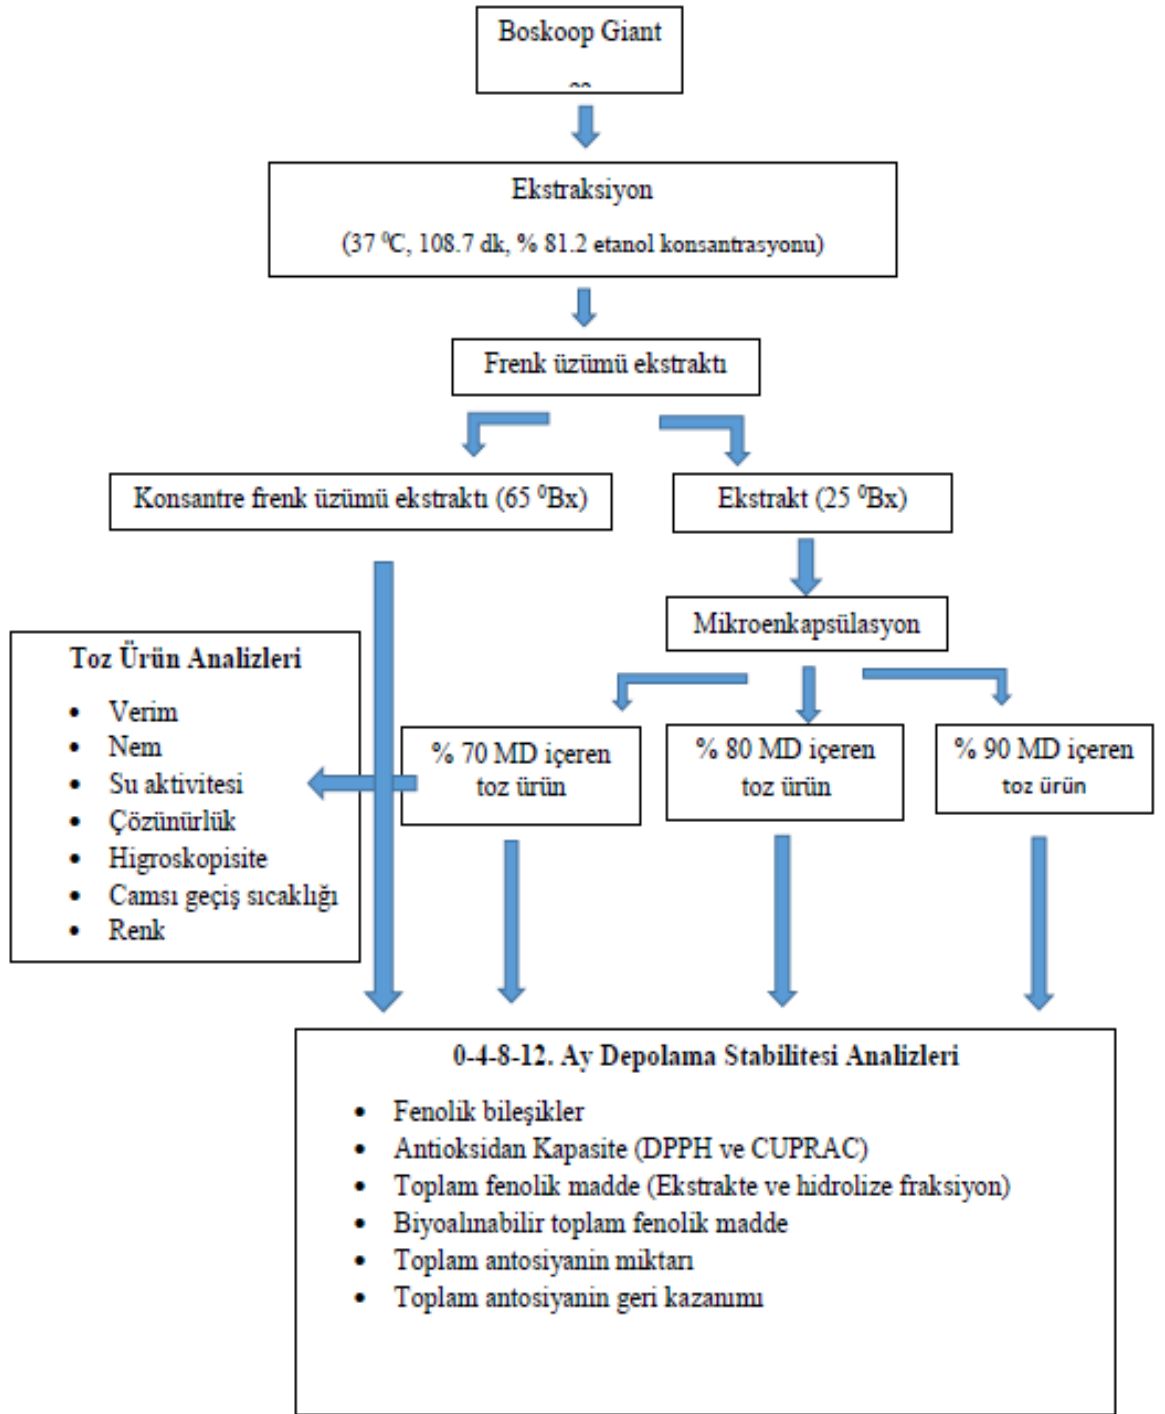 Boskoop Giant
Ekstraksiyon
(37 ⁰C, 108.7 dk, % 81.2 etanol konsantrasyonu)
Frenk üzümü ekstraktı
Konsantre frenk üzümü ekstraktı (65 ⁰Bx)
Ekstrakt (25 ⁰Bx)
Mikroenkapsülasyon
Toz Ürün Analizleri
• Verim
• Nem
• Su aktivitesi
• Çözünürlük
• Higroskopisite
• Camsı geçiş sıcaklığı
• Renk
% 70 MD içeren
toz ürün
% 80 MD içeren
toz ürün
% 90 MD içeren
toz ürün
0-4-8-12. Ay Depolama Stabilitesi Analizleri
• Fenolik bileşikler
• Antioksidan Kapasite (DPPH ve CUPRAC)
• Toplam fenolik madde (Ekstrakte ve hidrolize fraksiyon)
• Biyoalınabilir toplam fenolik madde
• Toplam antosiyanin miktarı
• Toplam antosiyanin geri kazanımı